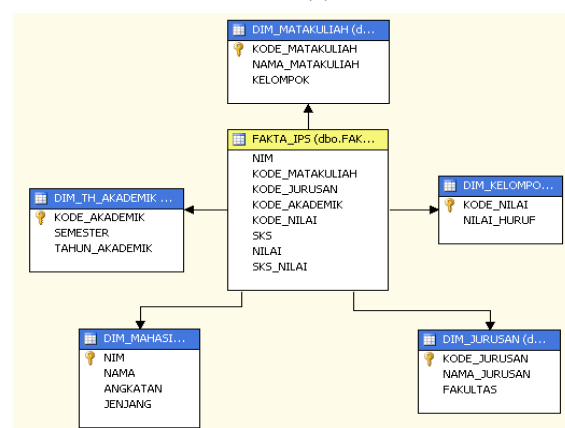 DIM_MATAKULIAH (d...
KODE_MATAKULIAH
NAMA_MATAKULIAH
KELOMPOK
FAKTA_IPS (dbo.FAK...
NIM
KODE_MATAKULIAH
KODE_JURUSAN
KODE_AKADEMIK
KODE_NILAI
SKS
NILAI
SKS_NILAI
DIM_TH_AKADEMIK ...
KODE_AKADEMIK
SEMESTER
TAHUN_AKADEMIK
DIM_KELOMPO...
KODE_NILAI
NILAI_HURUF
DIM_MAHASI...
NIM
NAMA
ANGKATAN
JENJANG
DIM_JURUSAN (d...
KODE_JURUSAN
NAMA_JURUSAN
FAKULTAS